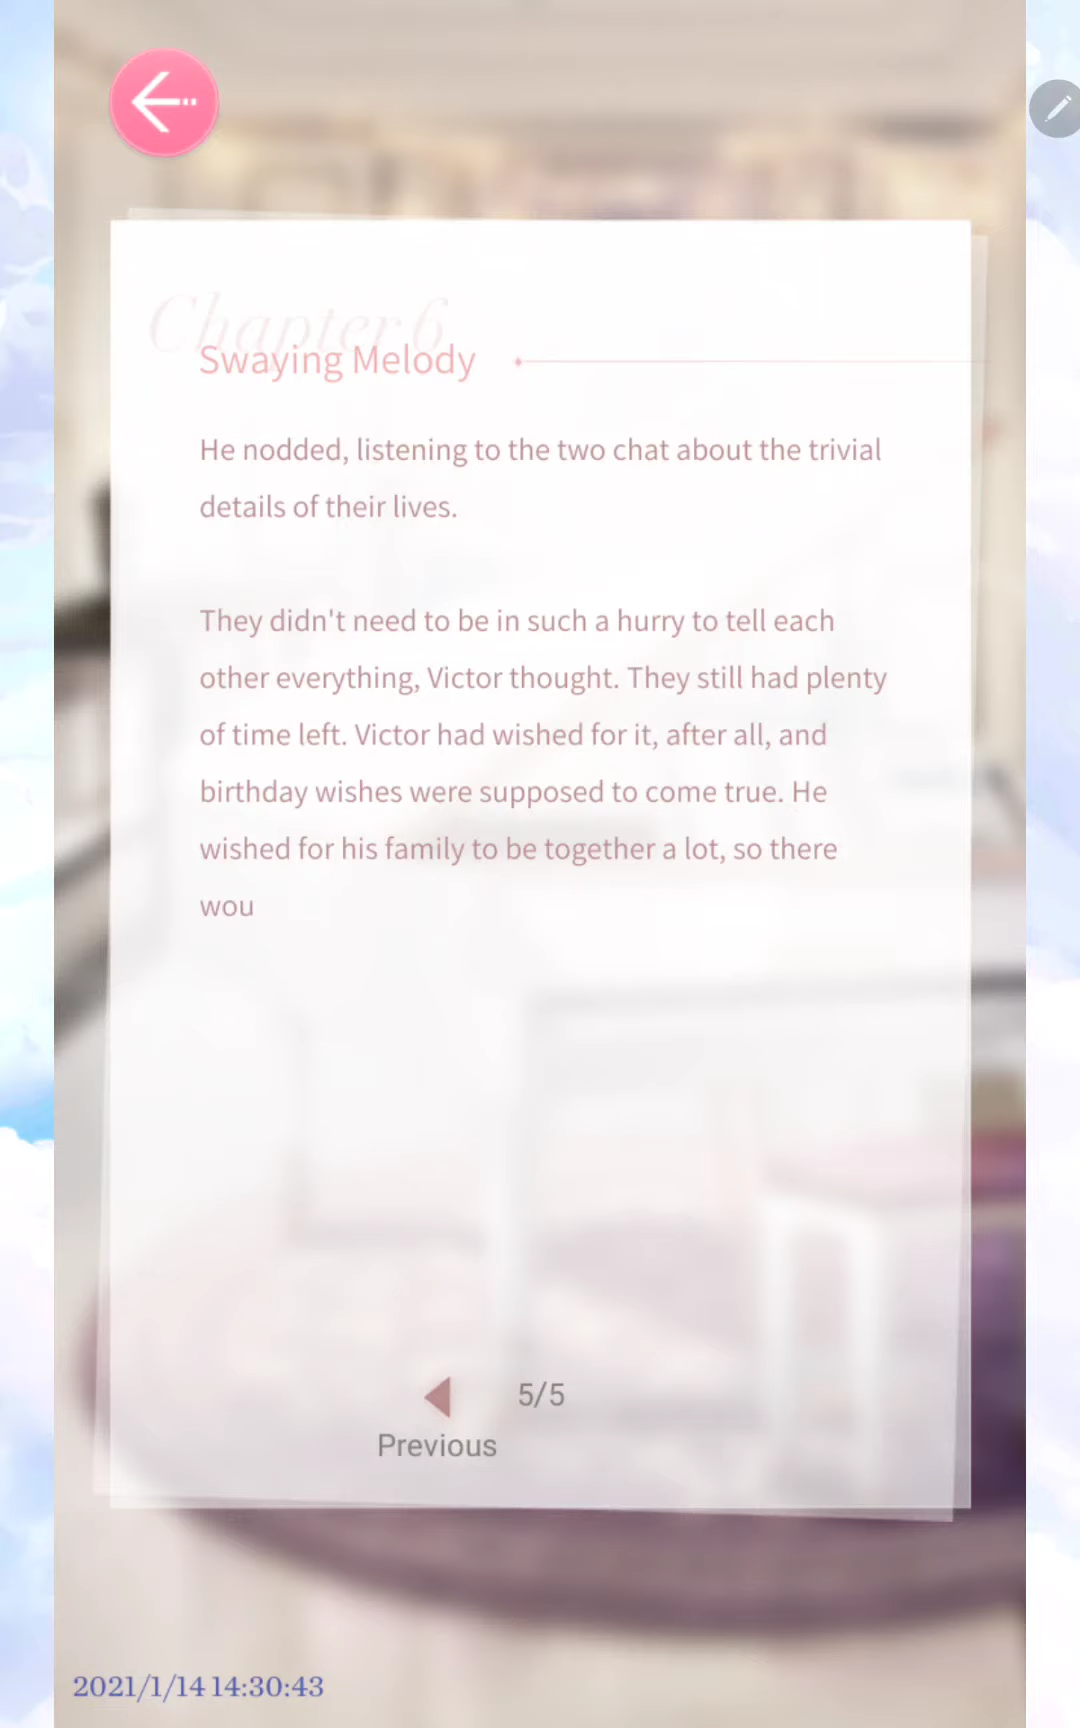 Chapter 6
Swaying Melody
He nodded, listening to the two chat about the trivial
details of their lives.
They didn't need to be in such a hurry to tell each
other everything, Victor thought. They still had plenty
of time left. Victor had wished for it, after all, and
birthday wishes were supposed to come true. He
wished for his family to be together a lot, so there
wou
5/5
Previous
2021/1/14 14:30:43